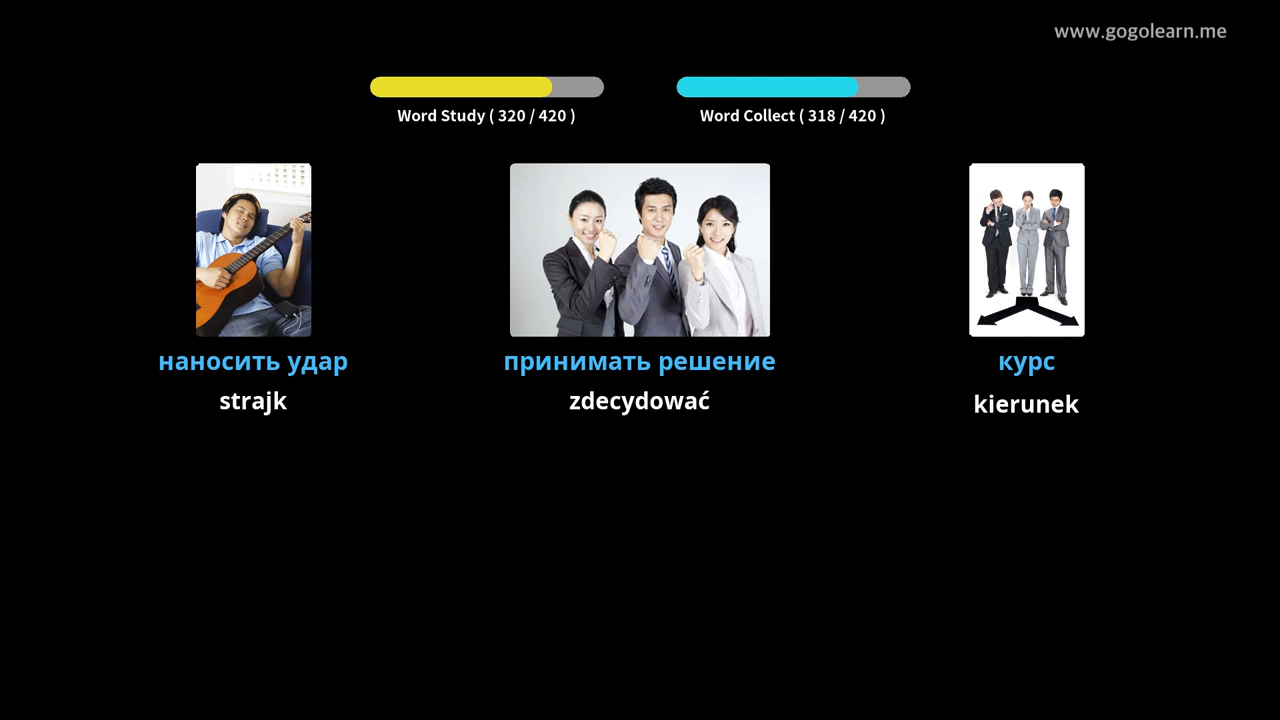 www.gogolearn.me
Word Study ( 320 / 420 )
Word Collect ( 318 / 420 )
наносить удар
принимать решение
курс
strajk
zdecydować
kierunek